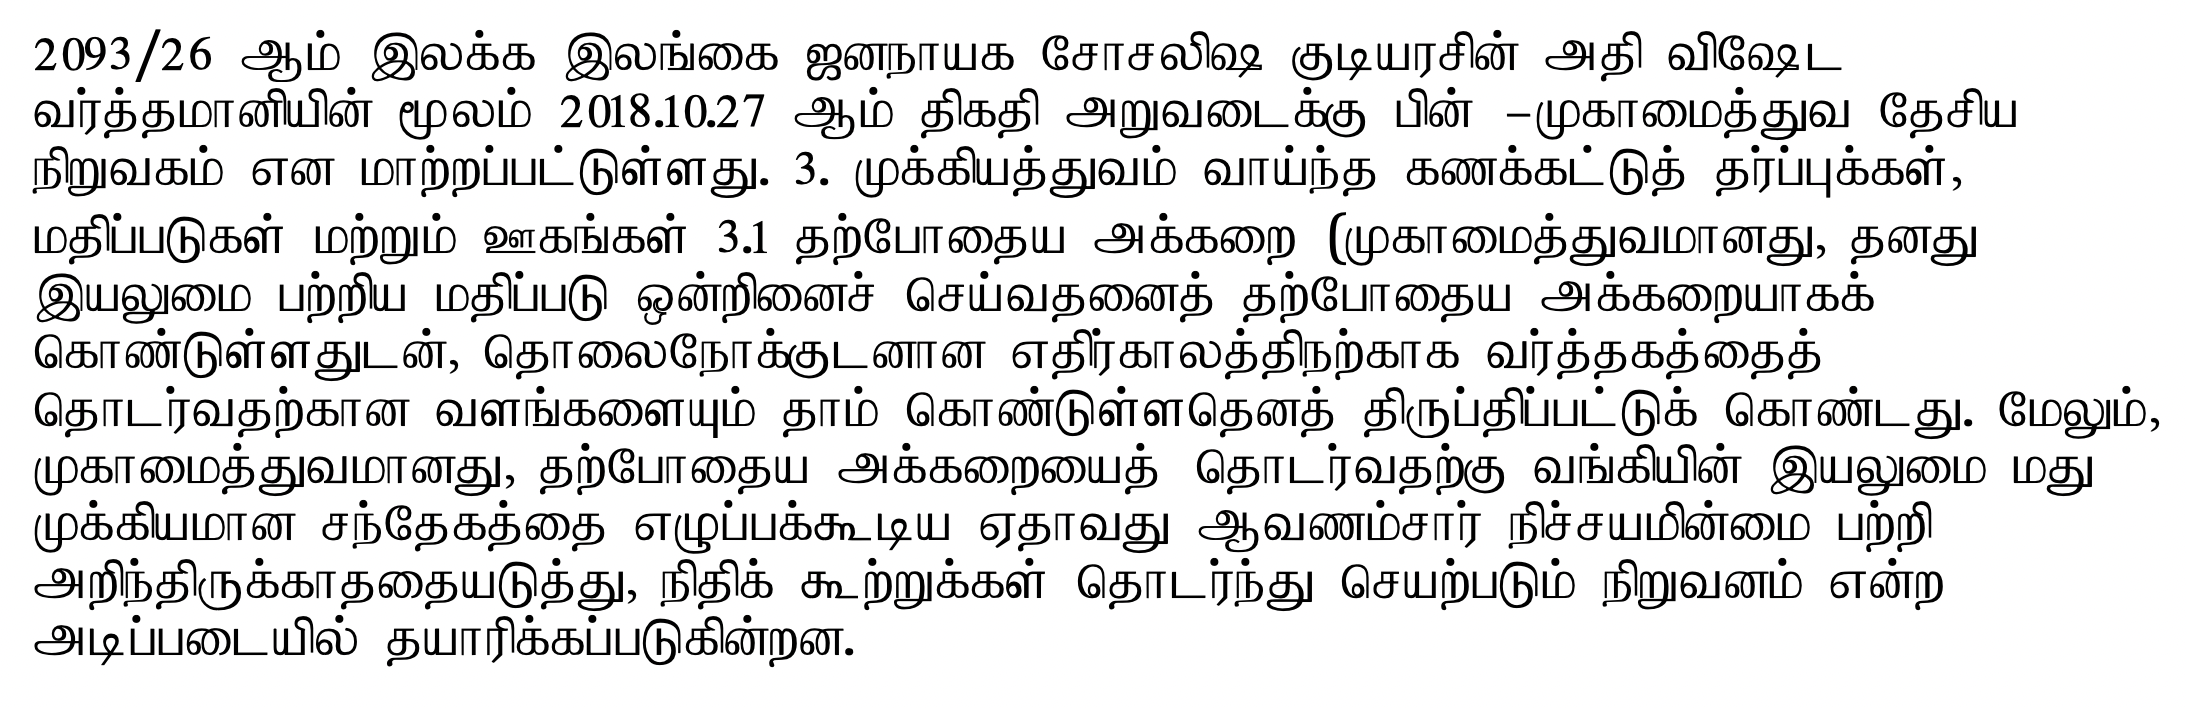 2093/26 ஆம் இலக்க இலங்கை ஜனநாயக சோசலிஷ குடியரசின் அதி விஷேட
வர்த்தமானியின் மூலம் 2018.10.27 ஆம் திகதி அறுவடைக்கு பின் -முகாமைத்துவ தேசிய
நிறுவகம் என மாற்றப்பட்டுள்ளது. 3. முக்கியத்துவம் வாய்ந்த கணக்கட்டுத் தர்ப்புக்கள்,
மதிப்படுகள் மற்றும் ஊகங்கள் 3.1 தற்போதைய அக்கறை (முகாமைத்துவமானது, தனது
இயலுமை பற்றிய மதிப்படு ஒன்றினைச் செய்வதனைத் தற்போதைய அக்கறையாகக்
கொண்டுள்ளதுடன், தொலைநோக்குடனான எதிர்காலத்திநற்காக வர்த்தகத்தைத்
தொடர்வதற்கான வளங்களையும் தாம் கொண்டுள்ளதெனத் திருப்திப்பட்டுக் கொண்டது. மேலும்,
முகாமைத்துவமானது, தற்போதைய அக்கறையைத் தொடர்வதற்கு வங்கியின் இயலுமை மது
முக்கியமான சந்தேகத்தை எழுப்பக்கூடிய ஏதாவது ஆவணம்சார் நிச்சயமின்மை பற்றி
அறிந்திருக்காததையடுத்து, நிதிக் கூற்றுக்கள் தொடர்ந்து செயற்படும் நிறுவனம் என்ற
அடிப்படையில் தயாரிக்கப்படுகின்றன.